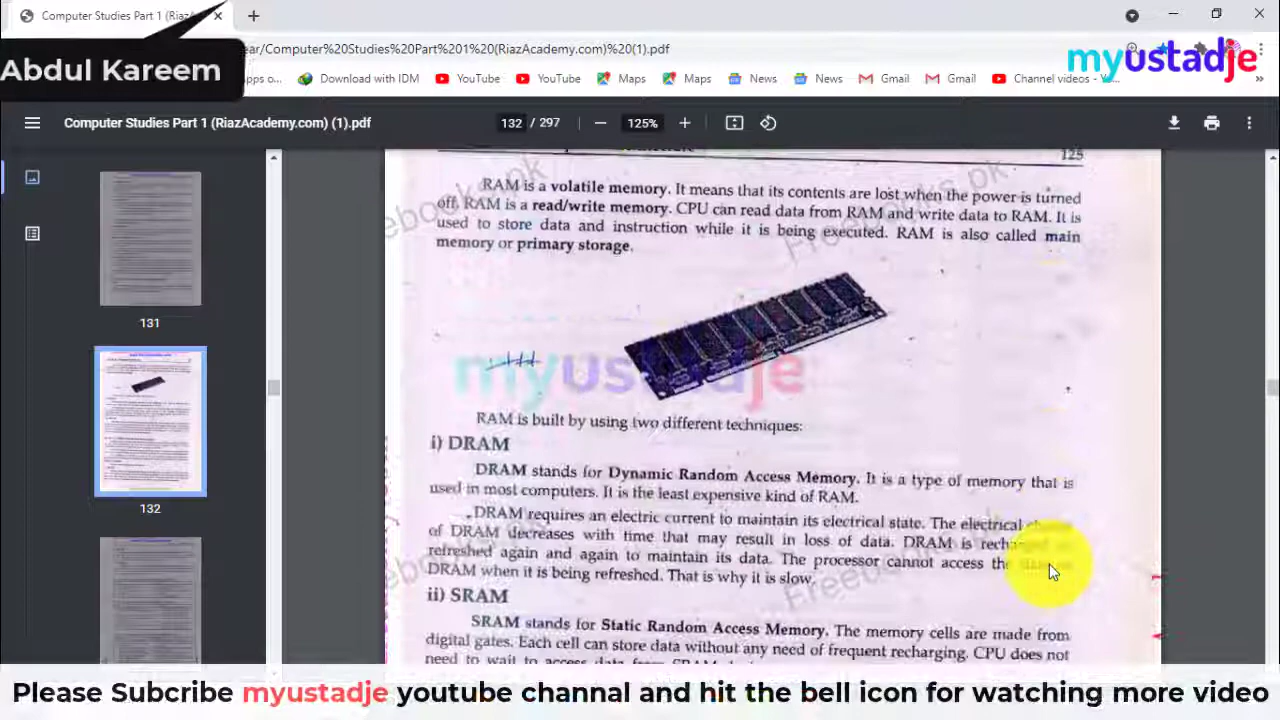 Computer Studies Part 1 (Riaz
Abdul Kareem
ear/Computer%20Studies%20Part%201%20(RiazAcademy.com)%20(1).pdf
myustadje
Download with IDM
YouTube
YouTube
Maps
Maps
News
News
Gmail
Gmail
Channel videos - Y...
»
Computer Studies Part 1 (RiazAcademy.com) (1).pdf
132 / 297
125%
131
132
125
RAM is a volatile memory. It means that its contents are lost when the power is turned
off. RAM is a read/write memory. CPU can read data from RAM and write data to RAM. It is
used to store data and instruction while it is being executed. RAM is also called main
memory or primary storage.
myustadje
RAM is built by using two different techniques:
i) DRAM
DRAM stands for Dynamic Random Access Memory. It is a type of memory that is
used in most computers. It is the least expensive kind of RAM.
DRAM requires an electric current to maintain its electrical state. The electrical
of DRAM decreases with time that may result in loss of data. DRAM is
refreshed again and again to maintain its data. The processor cannot access the
DRAM when it is being refreshed. That is why it is slow.
ii) SRAM
SRAM stands for Static Random Access Memory. The memory cells are made from
digital gates. Each cell can store data without any need of frequent recharging. CPU does not
need to wait to access data from SRAM
Please Subcribe myustadje youtube channel and hit the bell icon for watching more video